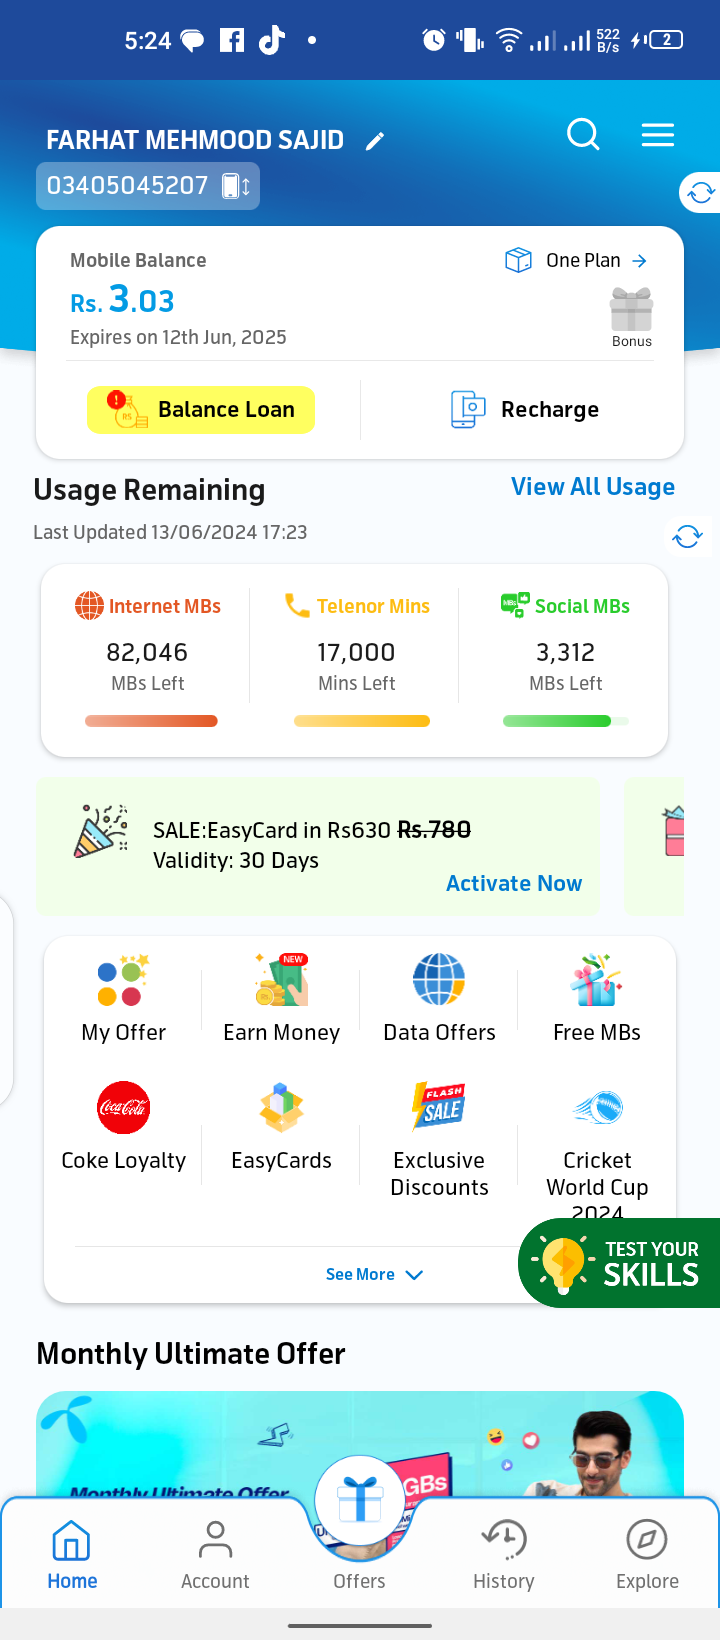 5:24
522 B/s
2
FARHAT MEHMOOD SAJID
03405045207
Mobile Balance
One Plan
Rs. 3.03
Expires on 12th Jun, 2025
Bonus
Balance Loan
Recharge
Usage Remaining
View All Usage
Last Updated 13/06/2024 17:23
Internet MBs
Telenor Mins
MBs
Social MBs
82,046
17,000
3,312
MBs Left
Mins Left
MBs Left
SALE:EasyCard in Rs630 Rs.780
Validity: 30 Days
Activate Now
NEW
My Offer
Earn Money
Data Offers
Free MBs
Coca-Cola
FLASH
SALE
Coke Loyalty
EasyCards
Exclusive
Discounts
Cricket
World Cup
2024
TEST YOUR
SKILLS
See More
Monthly Ultimate Offer
GBs
Monthly Ultimate Offer
Home
Account
Offers
History
Explore